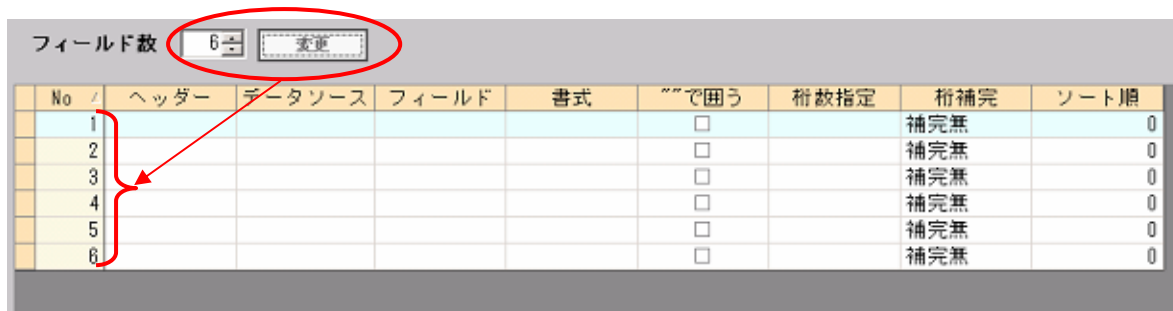 フィールド数 6 変更
No ヘッダー データソース フィールド 書式 ""で囲う 桁数指定 桁補完 ソート順
1 補完無 0
2 補完無 0
3 補完無 0
4 補完無 0
5 補完無 0
6 補完無 0